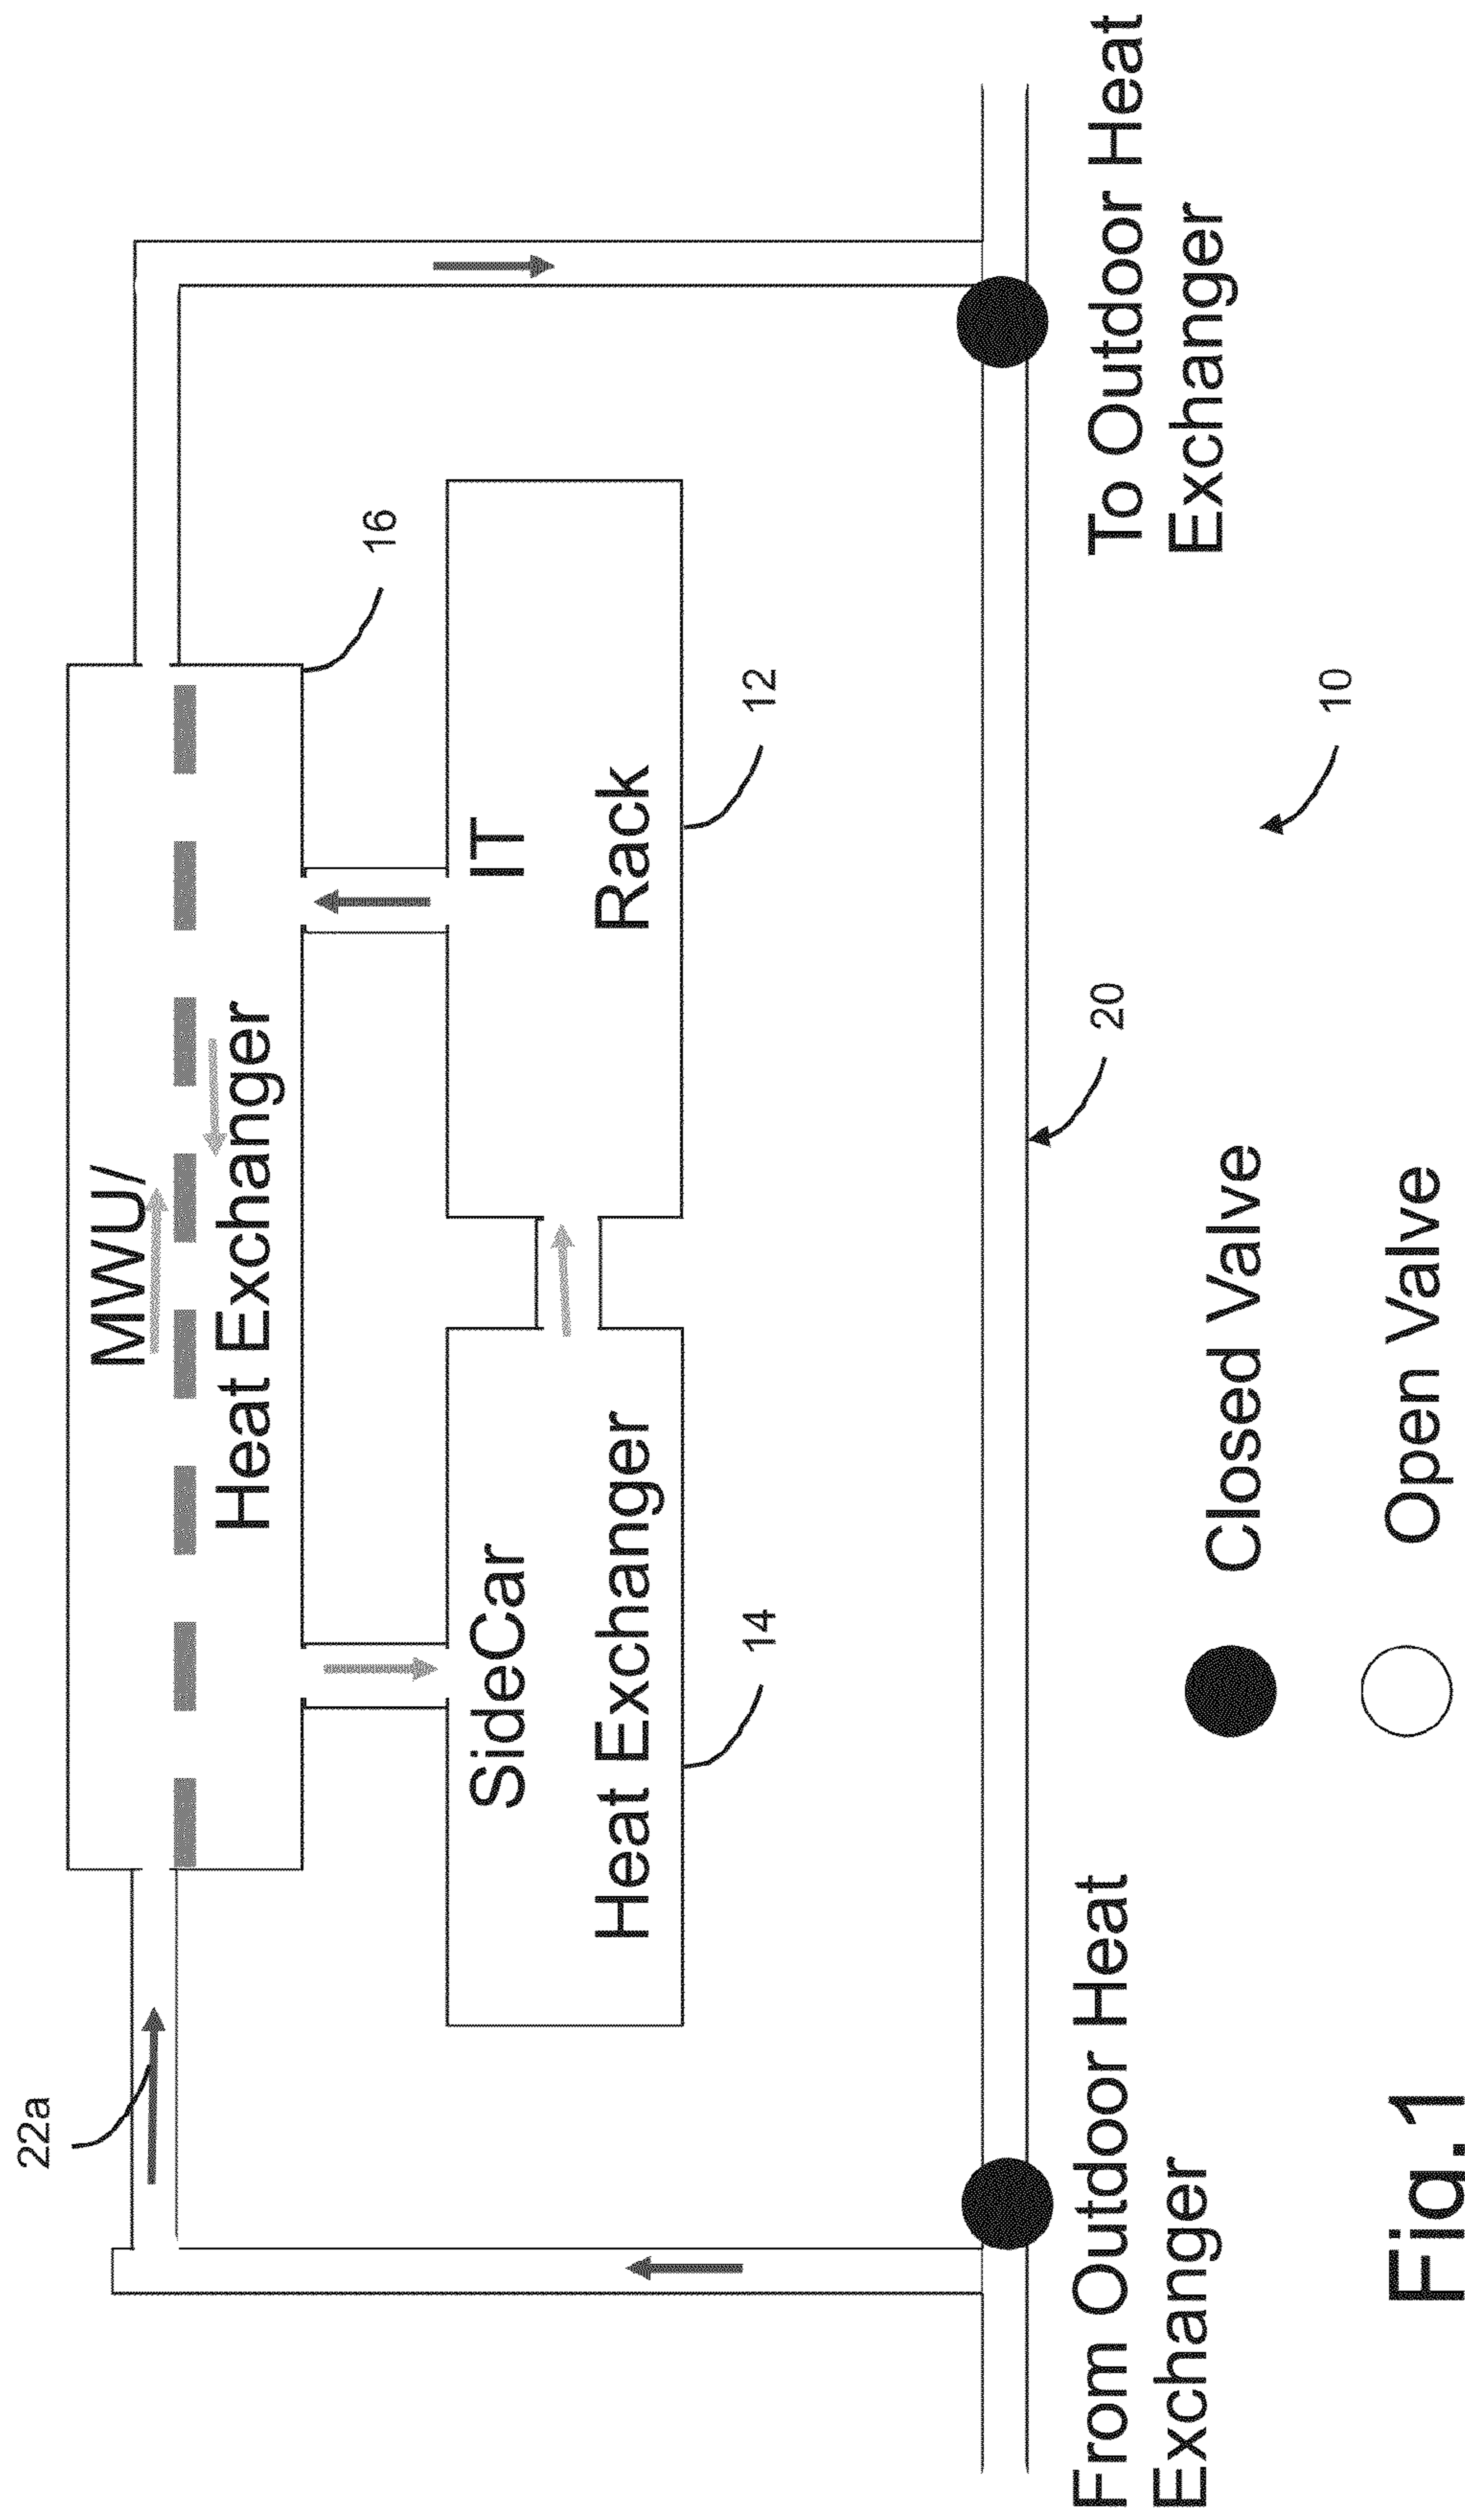 22a
MWU/
Heat Exchanger
16
SideCar
IT
Heat Exchanger
Rack
14
12
20
From Outdoor Heat
Exchanger
To Outdoor Heat
Exchanger
Closed Valve
10
Open Valve
Fig.1